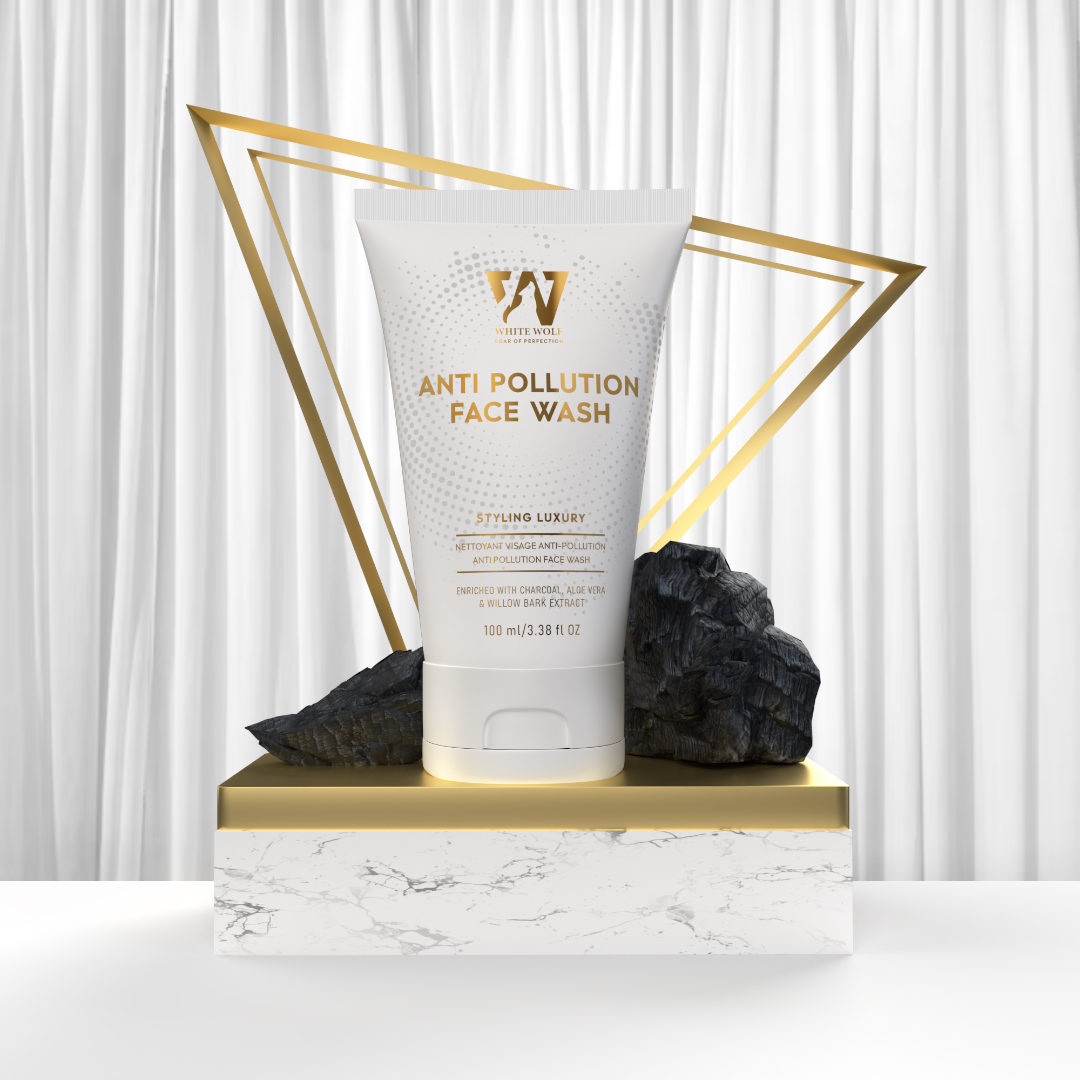 WHITE WOLF
ROAR OF PERFECTION
ANTI POLLUTION
FACE WASH
STYLING LUXURY
NETTOYANT VISAGE ANTI-POLLUTION
ANTI POLLUTION FACE WASH
ENRICHED WITH CHARCOAL, ALOE VERA
& WILLOW BARK EXTRACT
100 ml/3.38 fl OZ